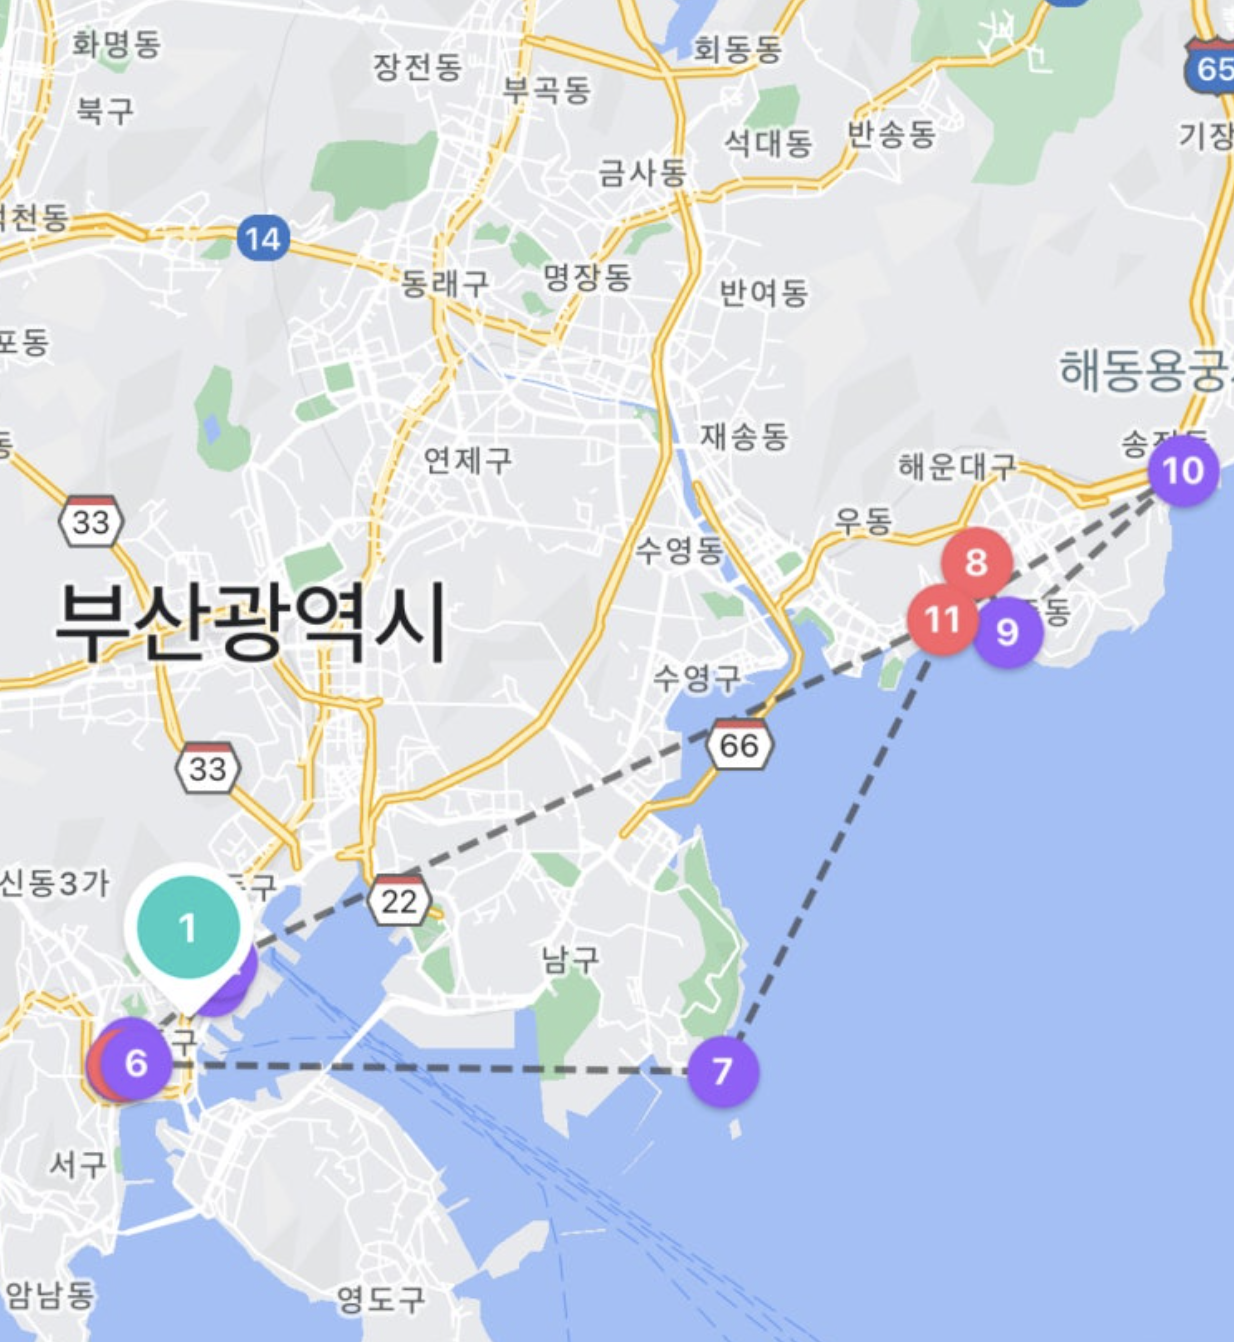 화명동
장전동
회동동
65
북구
부곡동
석대동
반송동
기장
금사동
천동
14
동래구
명장동
반여동
포동
해동용궁
연제구
재송동
송정동
해운대구
10
33
우동
수영동
8
부산광역시
11
9
동
수영구
66
33
신동3가
구
22
1
남구
구
6
7
서구
암남동
영도구